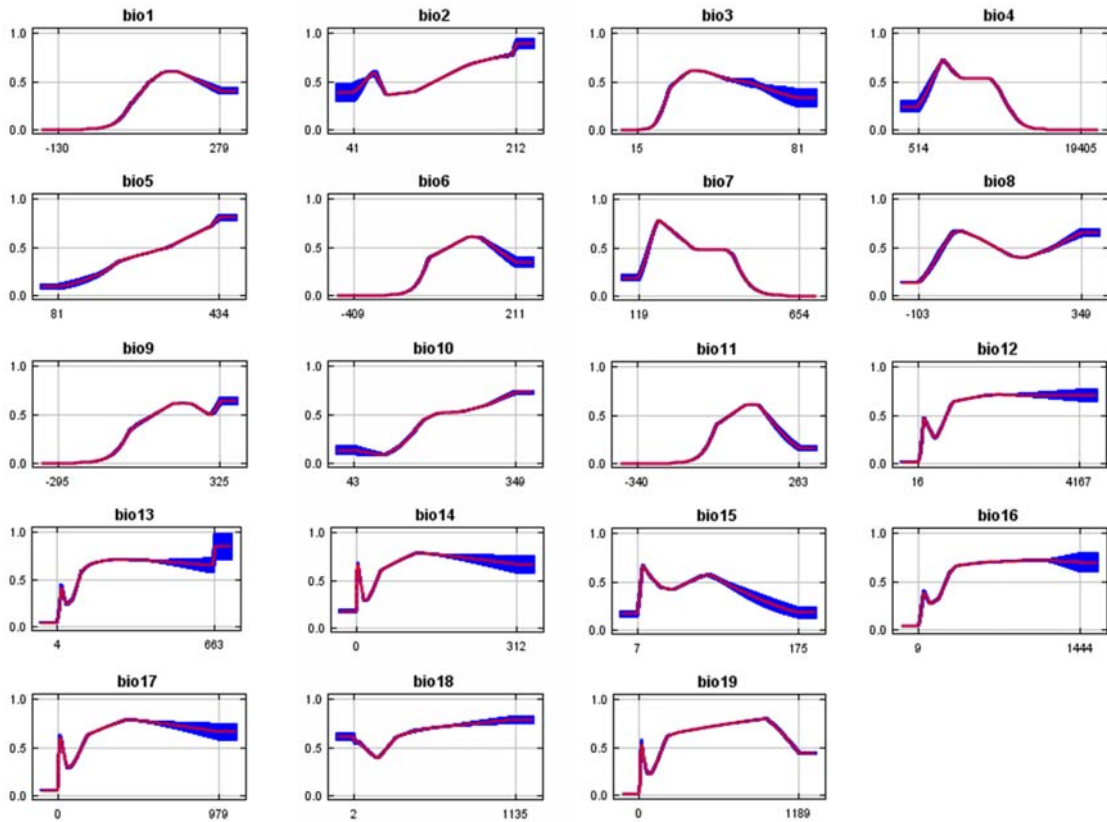 bio1 bio2 bio3 bio4
1.0 1.0 1.0 1.0
0.5 0.5 0.5 0.5
0.0 0.0 0.0 0.0
-130 279 41 212 15 81 514 19405
bio5 bio6 bio7 bio8
1.0 1.0 1.0 1.0
0.5 0.5 0.5 0.5
0.0 0.0 0.0 0.0
81 434 -409 211 119 654 -103 349
bio9 bio10 bio11 bio12
1.0 1.0 1.0 1.0
0.5 0.5 0.5 0.5
0.0 0.0 0.0 0.0
-295 325 43 349 -340 263 16 4167
bio13 bio14 bio15 bio16
1.0 1.0 1.0 1.0
0.5 0.5 0.5 0.5
0.0 0.0 0.0 0.0
4 663 0 312 7 175 9 1444
bio17 bio18 bio19
1.0 1.0 1.0
0.5 0.5 0.5
0.0 0.0 0.0
0 979 2 1135 0 1189